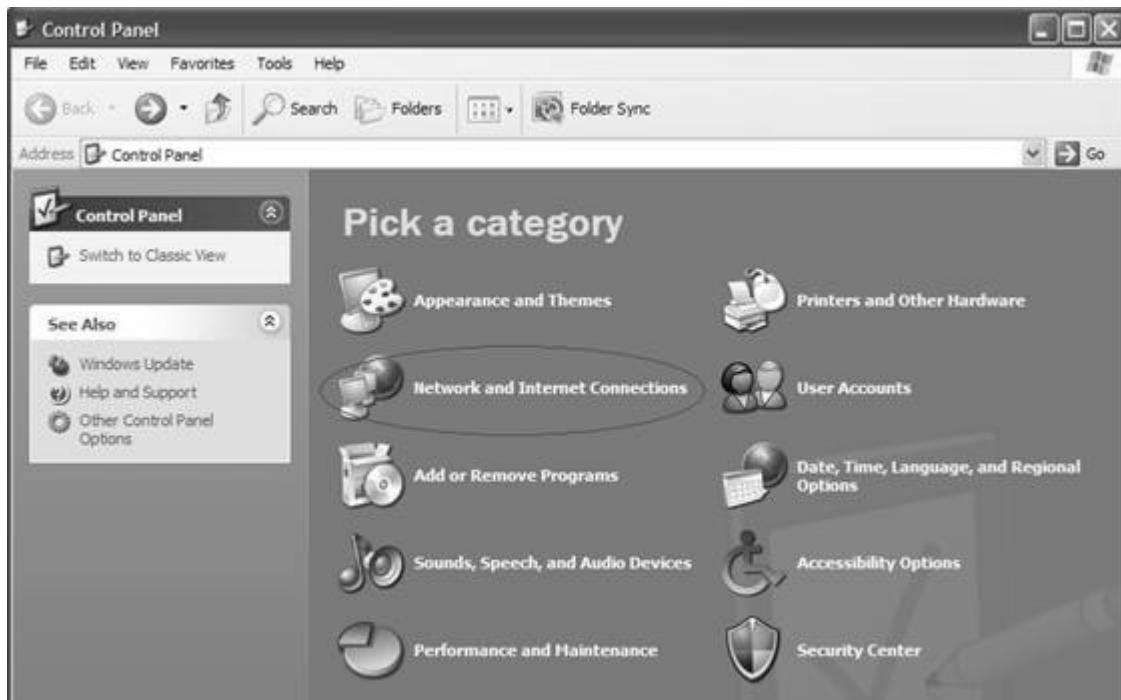 Control Panel
File Edit View Favorites Tools Help
Back Search Folders Folder Sync
Address Control Panel Go
Control Panel
Switch to Classic View
See Also
Windows Update
Help and Support
Other Control Panel
Options
Pick a category
Appearance and Themes
Printers and Other Hardware
Network and Internet Connections
User Accounts
Add or Remove Programs
Date, Time, Language, and Regional
Options
Sounds, Speech, and Audio Devices
Accessibility Options
Performance and Maintenance
Security Center